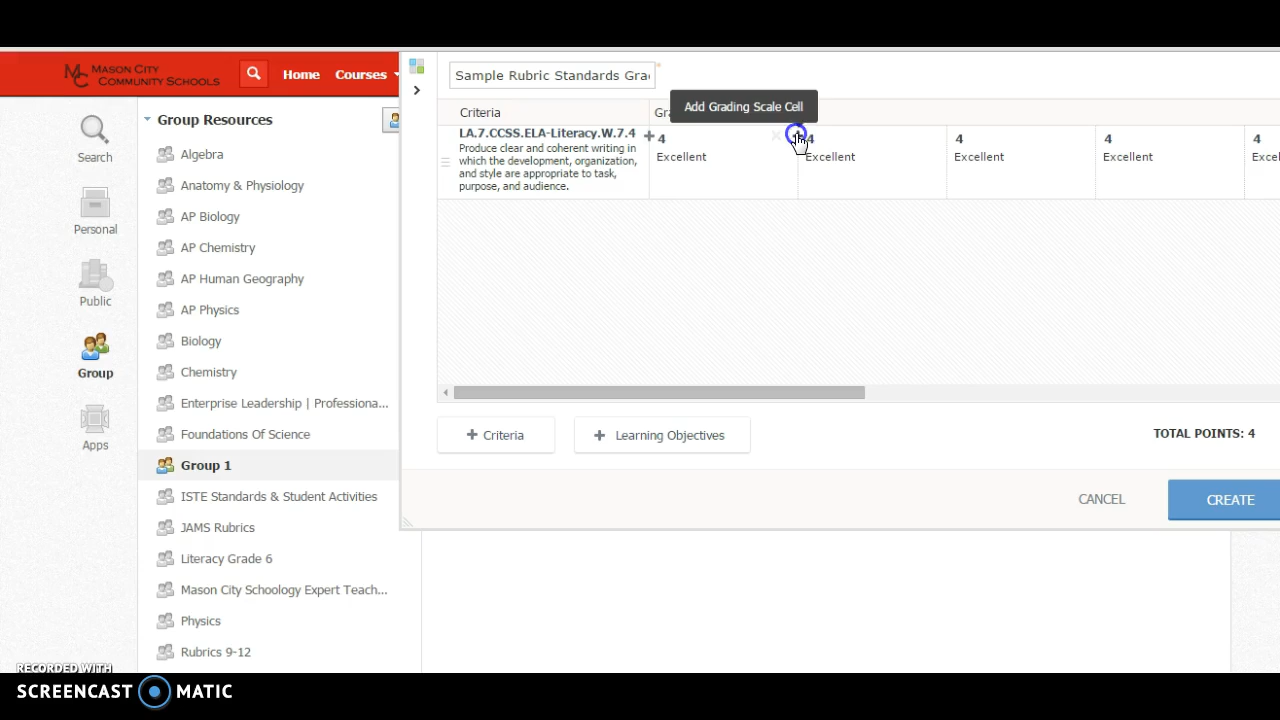 MASON CITY
COMMUNITY SCHOOLS
Home
Courses
Search
Personal
Public
Group
Apps
Group Resources
Algebra
Anatomy & Physiology
AP Biology
AP Chemistry
AP Human Geography
AP Physics
Biology
Chemistry
Enterprise Leadership | Professiona...
Foundations Of Science
Group 1
ISTE Standards & Student Activities
JAMS Rubrics
Literacy Grade 6
Mason City Schoology Expert Teach...
Physics
Rubrics 9-12
Sample Rubric Standards Gra
Add Grading Scale Cell
Criteria
Gra
LA.7.CCSS.ELA-Literacy.W.7.4
Produce clear and coherent writing in
which the development, organization,
and style are appropriate to task,
purpose, and audience.
4
Excellent
4
Excellent
4
Excellent
4
Excellent
4
Excel
+ Criteria
+ Learning Objectives
TOTAL POINTS: 4
CANCEL
CREATE
RECORDED WITH
SCREENCAST MATIC